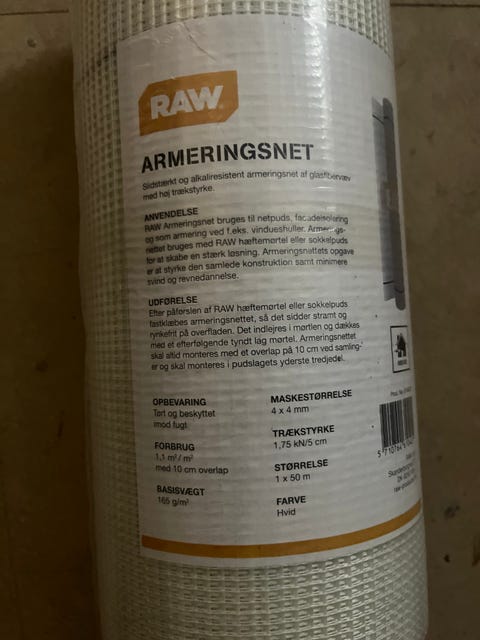 RAW
ARMERINGSNET
Slidstærkt og alkaliresistent armeringsnet af glasfibervæv
med høj trækstyrke.
ANVENDELSE
RAW Armeringsnet bruges til netpuds, facadeisolering
og som armering ved f.eks. vindueshuller. Armerings-
nettet bruges med RAW hæftemørtel eller sokkelpuds
for at skabe en stærk løsning. Armeringsnettets opgave
er at styrke den samlede konstruktion samt minimere
svind og revnedannelse.
UDFØRELSE
Efter påførslen af RAW hæftemørtel eller sokkelpuds
fastklæbes armeringsnettet, så det sidder stramt og
rynkefrit på overfladen. Det indlejres i mørtlen og dækkes
med et efterfølgende tyndt lag mørtel. Armeringsnettet
skal altid monteres med et overlap på 10 cm ved samling-
er og skal monteres i pudslagets yderste tredjedel.
OPBEVARING
Tørt og beskyttet
mod fugt
FORBRUG
1,1 m²/ m²
med 10 cm overlap
BASISVÆGT
165 g/m²
MASKESTØRRELSE
4 x 4 mm
TRÆKSTYRKE
1,75 kN/5 cm
STØRRELSE
1 x 50 m
FARVE
Hvid
Prod. No.